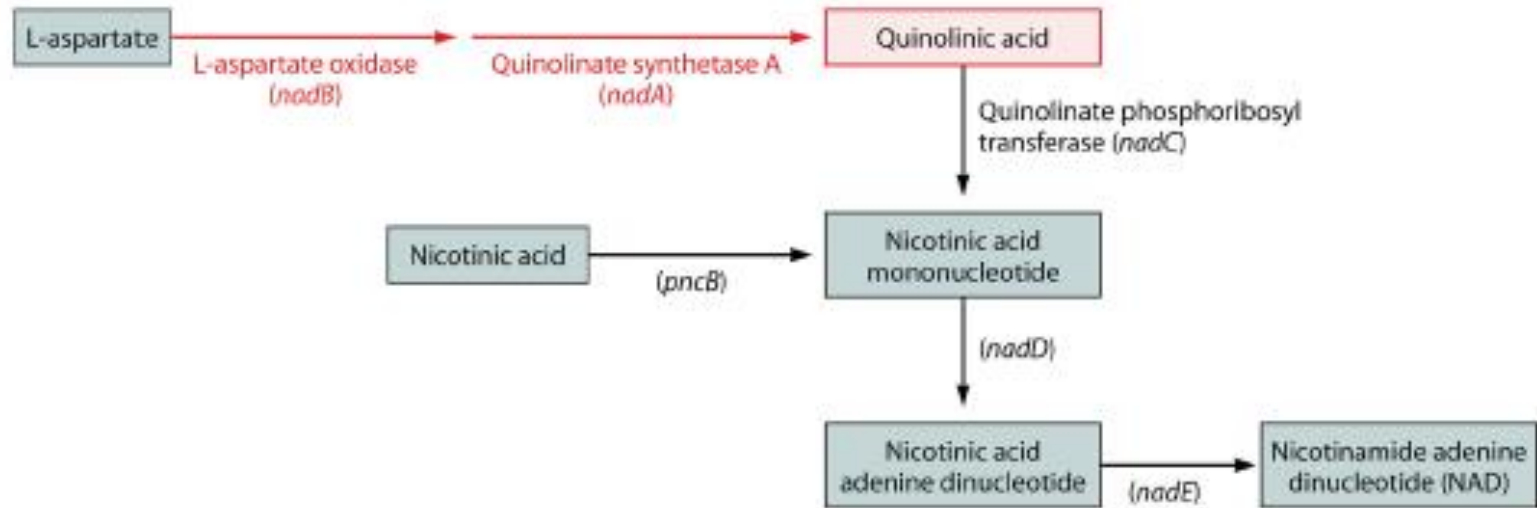 L-aspartate
L-aspartate oxidase
(nadB)
Quinolinate synthetase A
(nadA)
Quinolinic acid
Quinolinate phosphoribosyl
transferase (nadC)
Nicotinic acid
(pncB)
Nicotinic acid
mononucleotide
(nadD)
Nicotinic acid
adenine dinucleotide
(nadE)
Nicotinamide adenine
dinucleotide (NAD)